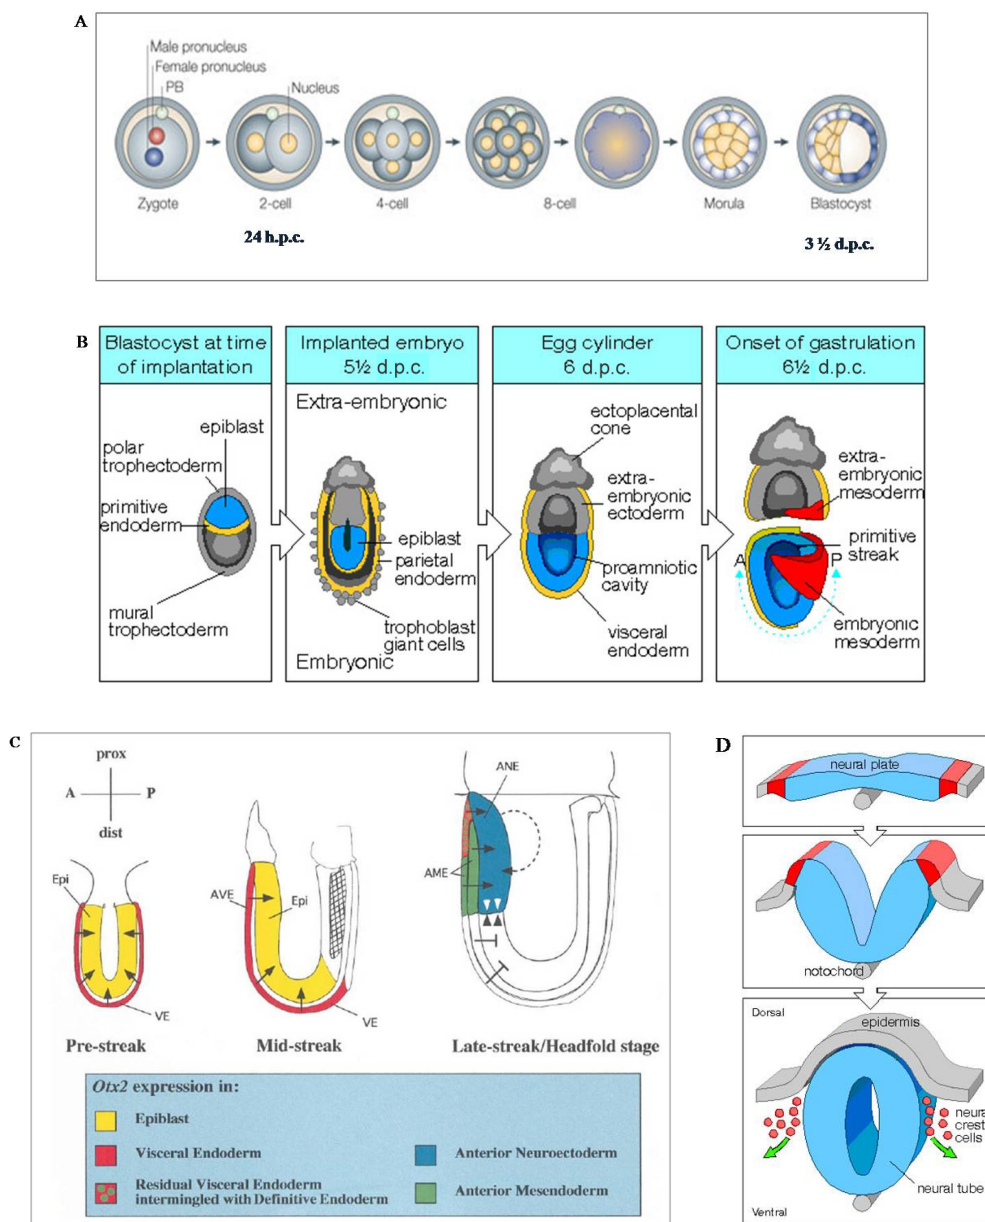 A
Male pronucleus
Female pronucleus
PB
Nucleus
Zygote
2-cell
4-cell
8-cell
Morula
Blastocyst
24 h.p.c.
3 ½ d.p.c.
B
Blastocyst at time
of implantation
Implanted embryo
5½ d.p.c.
Egg cylinder
6 d.p.c.
Onset of gastrulation
6½ d.p.c.
epiblast
polar
trophectoderm
primitive
endoderm
mural
trophectoderm
Extra-embryonic
epiblast
parietal
endoderm
trophoblast
giant cells
Embryonic
ectoplacental
cone
extra-
embryonic
ectoderm
proamniotic
cavity
visceral
endoderm
extra-
embryonic
mesoderm
primitive
streak
A
P
embryonic
mesoderm
C
prox
A
P
dist
Epi
VE
Pre-streak
AVE
Epi
VE
Mid-streak
ANE
AME
Late-streak/Headfold stage
Otx2 expression in:
Epiblast
Visceral Endoderm
Residual Visceral Endoderm
intermingled with Definitive Endoderm
Anterior Neuroectoderm
Anterior Mesendoderm
D
neural plate
notochord
Dorsal
epidermis
neural
crest
cells
neural tube
Ventral